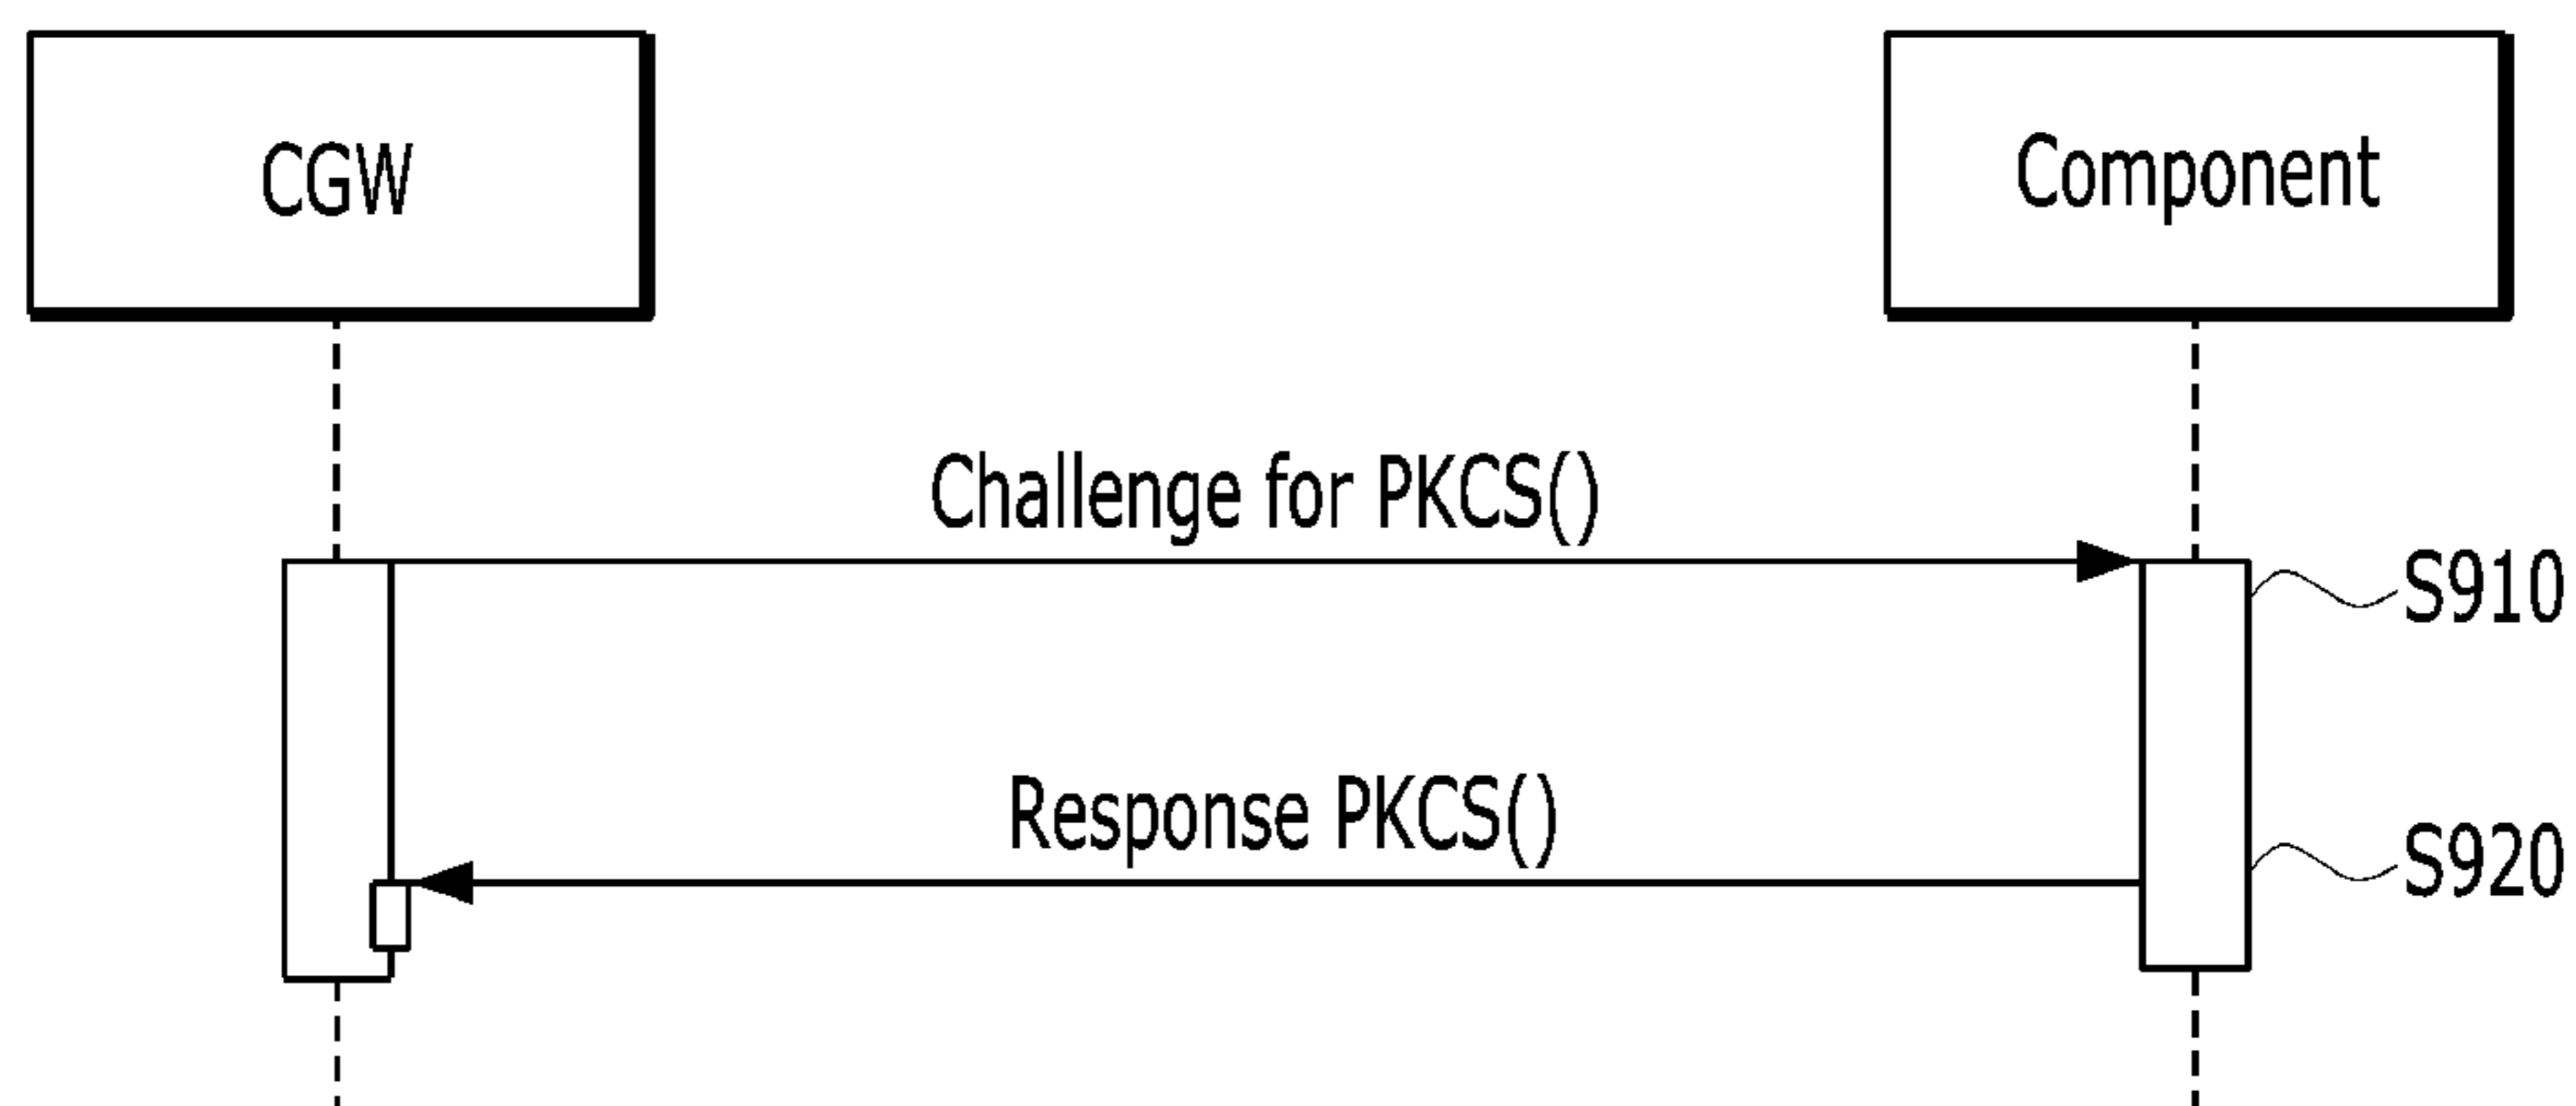 CGW
Component
Challenge for PKCS()
S910
Response PKCS()
S920